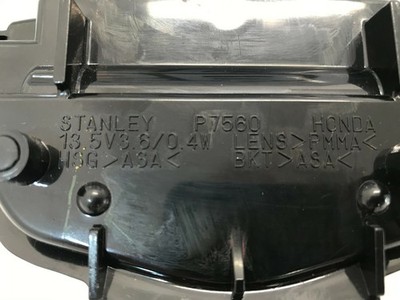 STANLEY P7560 HONDA
13.5V3.6/0.4W LENS>PMMA<
HSG>ASA< BKT>ASA<